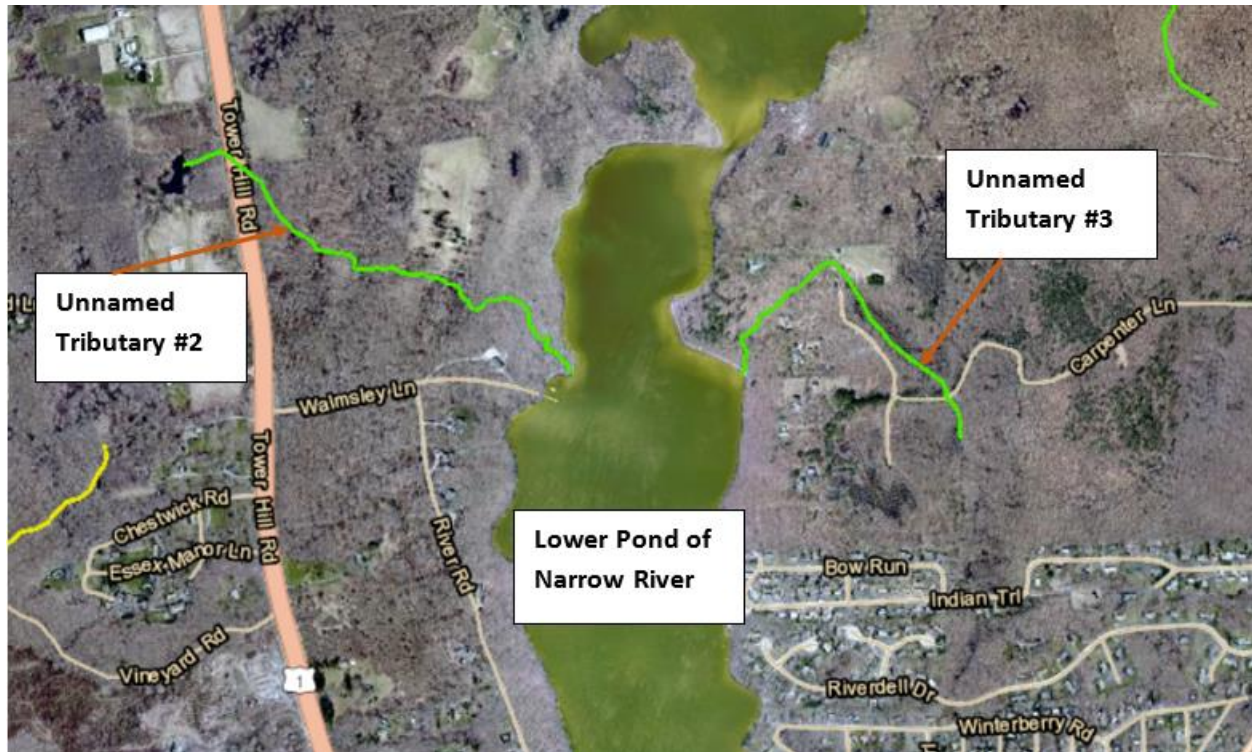 Tower Hill Rd
Unnamed
Tributary #3
Unnamed
Tributary #2
Carpenter Ln
Walmsley Ln
Tower Hill Rd
Chestwick Rd
Essex Manor Ln
River Rd
Lower Pond of
Narrow River
Bow Run
Indian Trl
Vineyard Rd
1
Riverdell Dr
Winterberry Rd